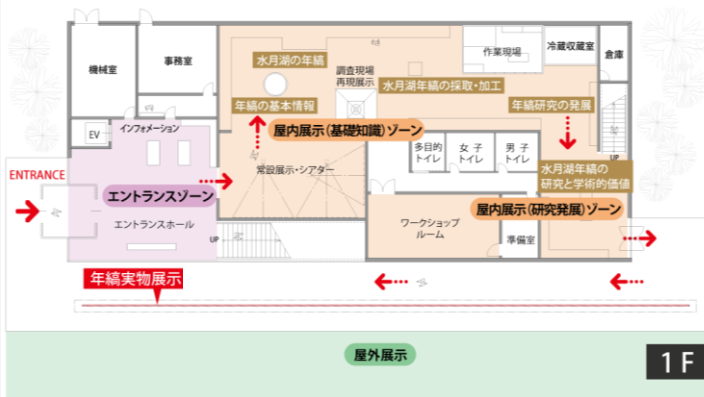 機械室
事務室
水月湖の年縞
調査現場
再現展示
作業現場
冷蔵収蔵室
倉庫
水月湖年縞の採取・加工
年縞の基本情報
年縞研究の発展
EV
インフォメーション
屋内展示（基礎知識）ゾーン
多目的
トイレ
女 子
トイレ
男 子
トイレ
UP
ENTRANCE
常設展示・シアター
水月湖年縞の
研究と学術的価値
エントランスゾーン
屋内展示（研究発展）ゾーン
エントランスホール
ワークショップ
ルーム
準備室
UP
年縞実物展示
屋外展示
1F